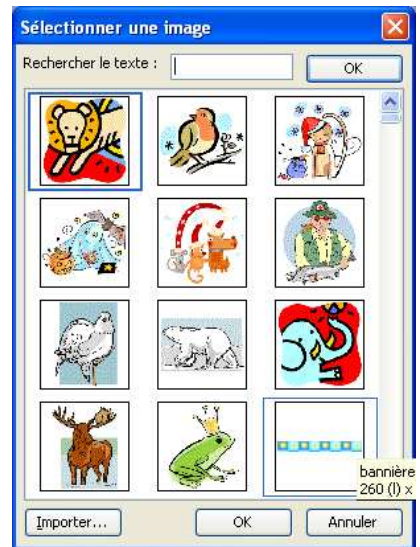 Sélectionner une image
Rechercher le texte : OK
bannière
260 (l) x
Importer... OK Annuler